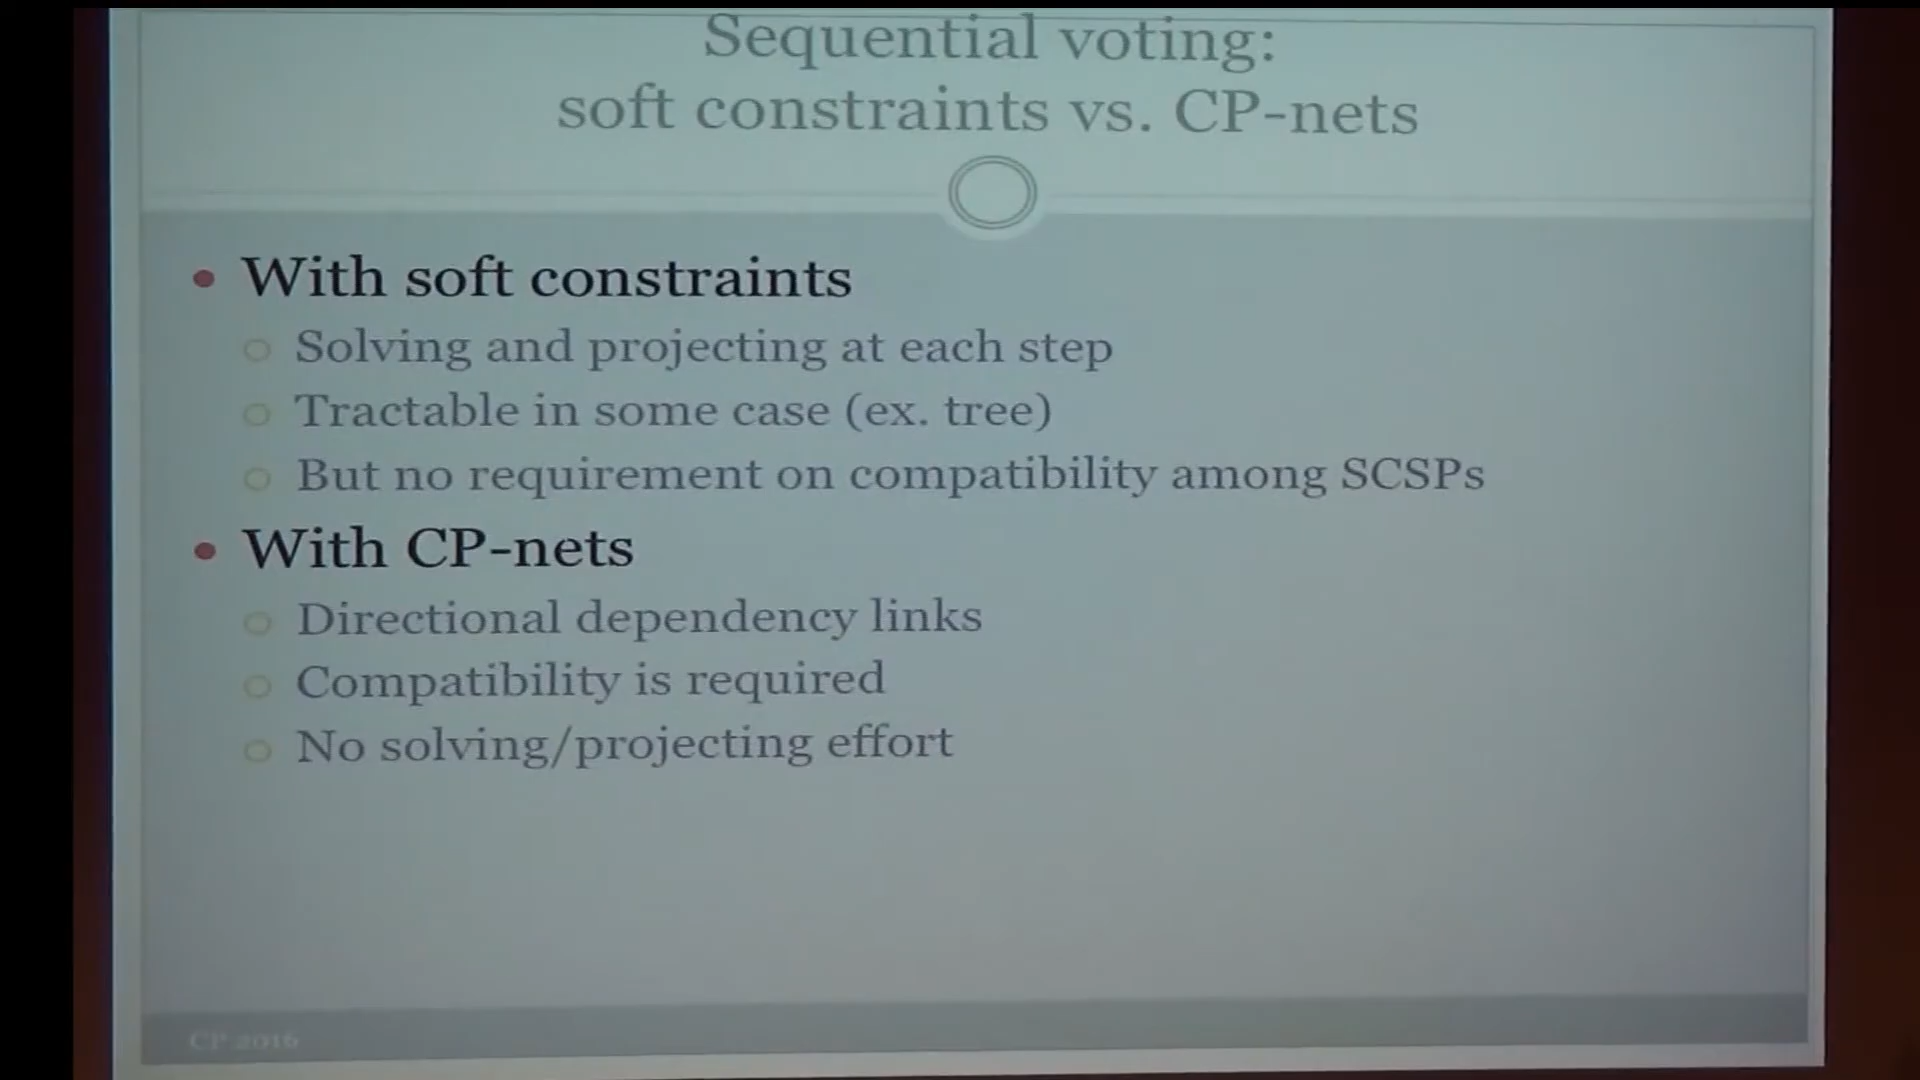 Sequential voting:
soft constraints vs. CP-nets
With soft constraints
Solving and projecting at each step
Tractable in some case (ex. tree)
But no requirement on compatibility among SCSPs
With CP-nets
Directional dependency links
Compatibility is required
No solving/projecting effort
CP 2016